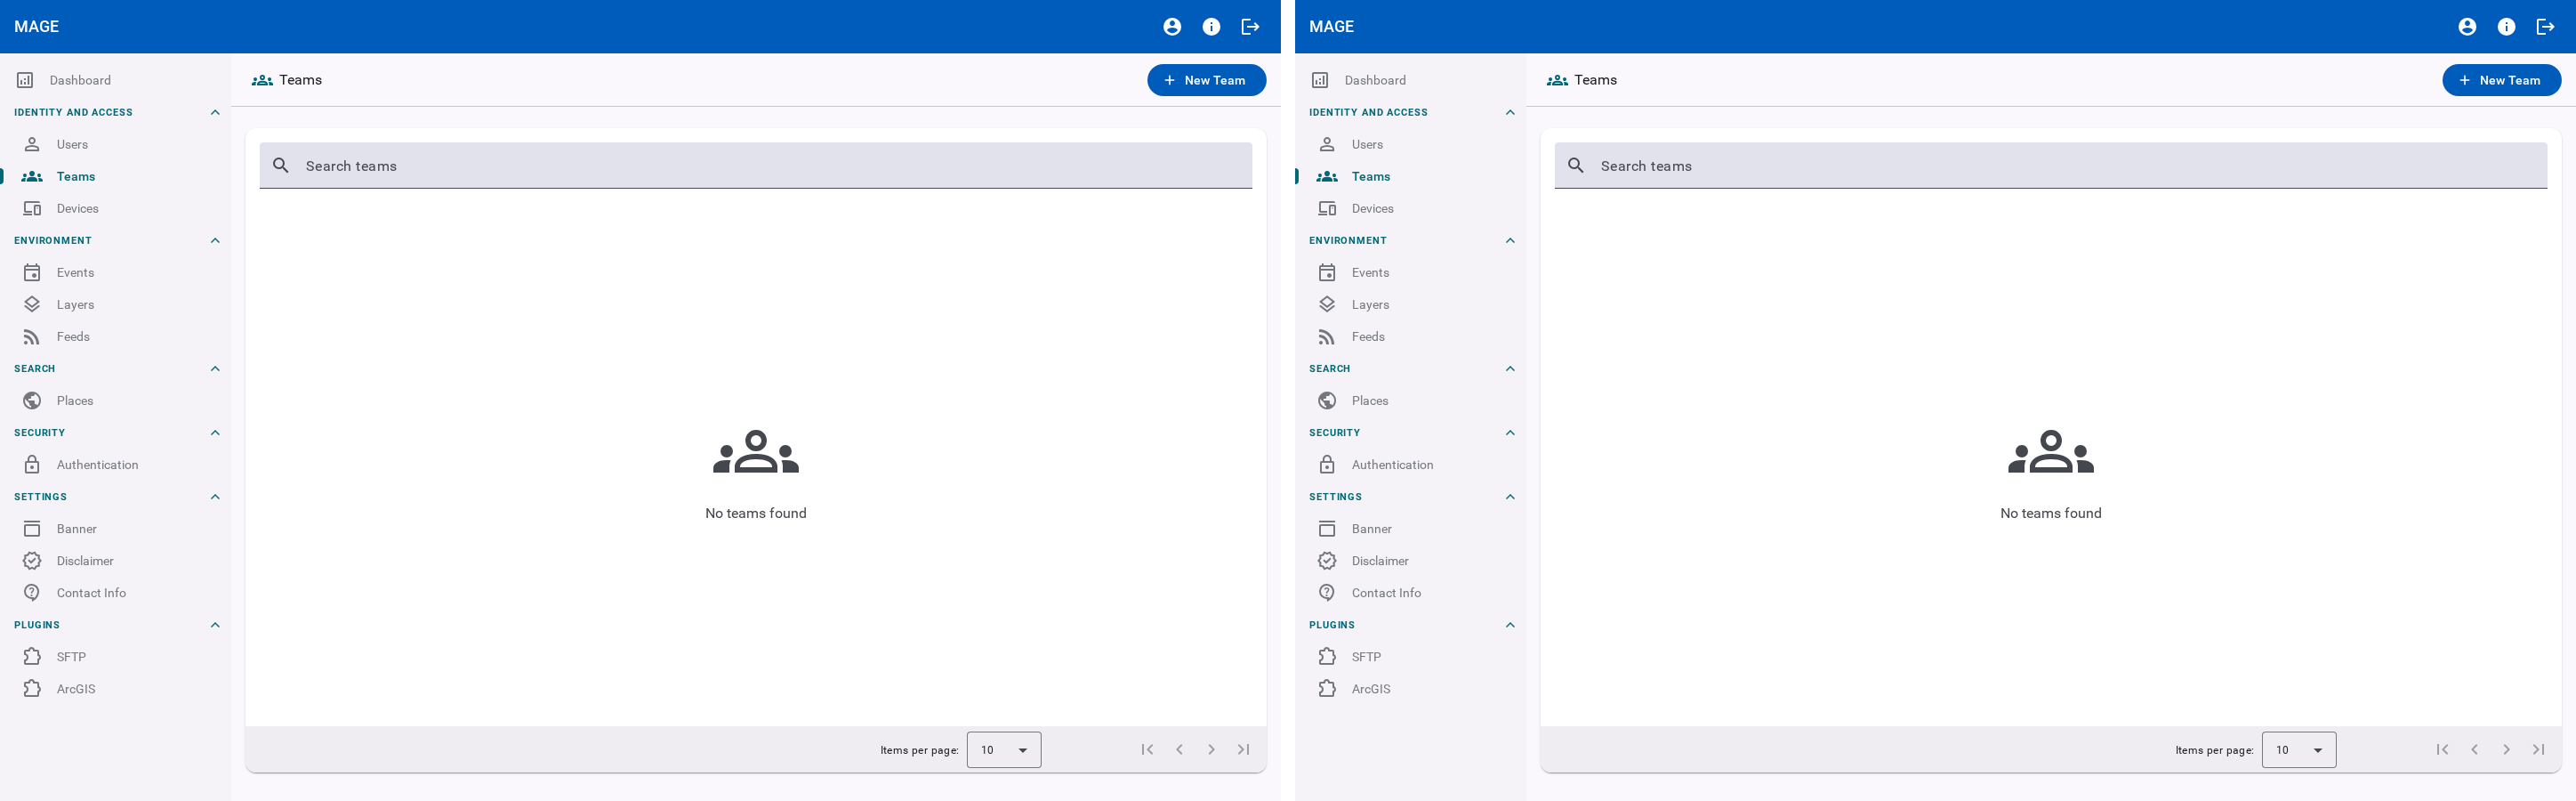 MAGE
Dashboard
Teams
New Team
IDENTITY AND ACCESS
Users
Search teams
Teams
Devices
ENVIRONMENT
Events
Layers
Feeds
SEARCH
Places
SECURITY
Authentication
SETTINGS
No teams found
Banner
Disclaimer
Contact Info
PLUGINS
SFTP
ArcGIS
Items per page: 10
MAGE
Dashboard
Teams
New Team
IDENTITY AND ACCESS
Users
Search teams
Teams
Devices
ENVIRONMENT
Events
Layers
Feeds
SEARCH
Places
SECURITY
Authentication
SETTINGS
No teams found
Banner
Disclaimer
Contact Info
PLUGINS
SFTP
ArcGIS
Items per page: 10